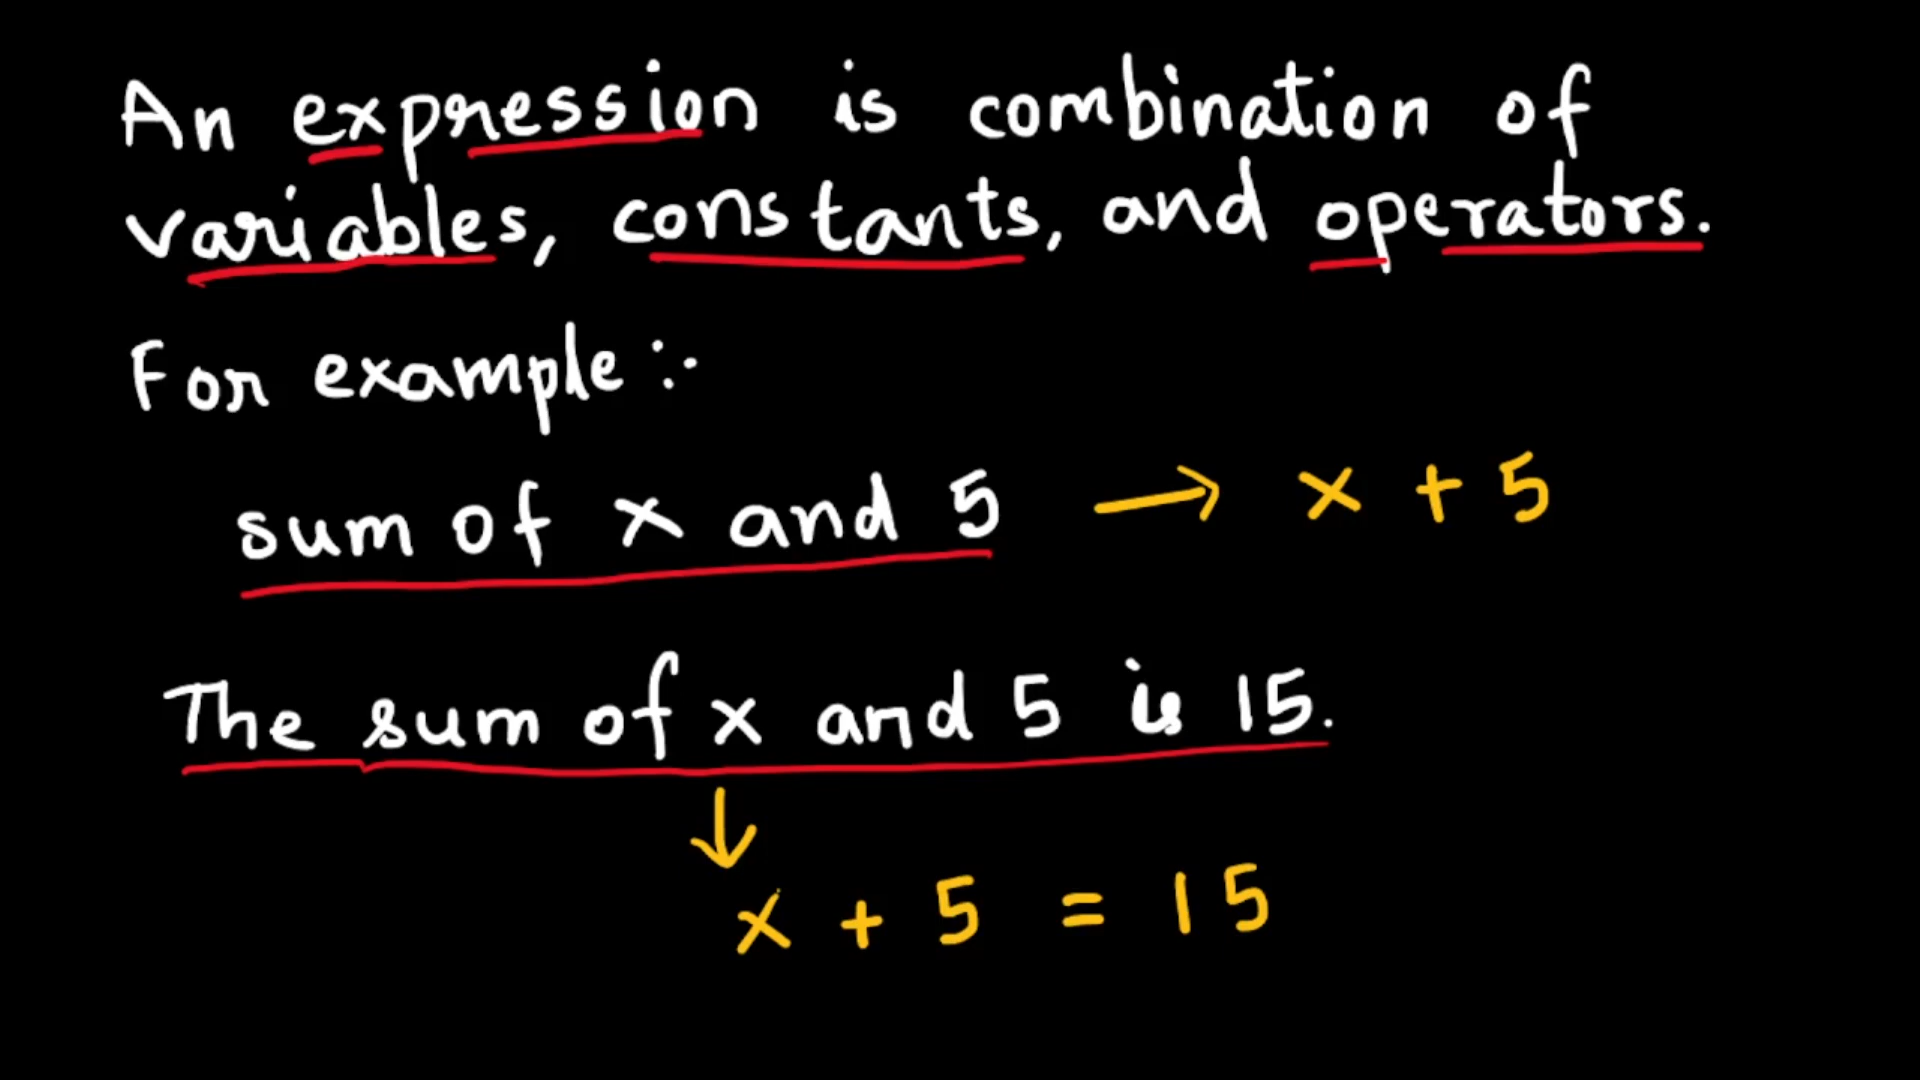 An expression is combination of
variables, constants, and operators.
For example :-
sum of x and 5 → x + 5
The sum of x and 5 is 15.
↓
x + 5 = 15